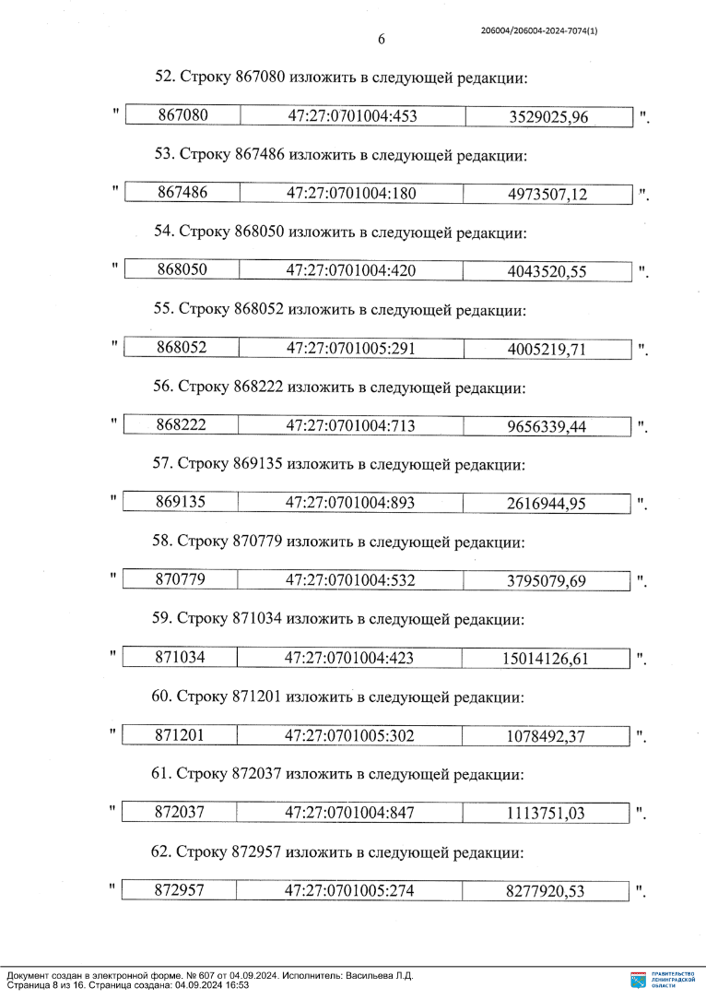 206004/206004-2024-7074(1)
6
52. Строку 867080 изложить в следующей редакции:
" 867080 47:27:0701004:453 3529025,96 ".
53. Строку 867486 изложить в следующей редакции:
" 867486 47:27:0701004:180 4973507,12 ".
54. Строку 868050 изложить в следующей редакции:
" 868050 47:27:0701004:420 4043520,55 ".
55. Строку 868052 изложить в следующей редакции:
" 868052 47:27:0701005:291 4005219,71 ".
56. Строку 868222 изложить в следующей редакции:
" 868222 47:27:0701004:713 9656339,44 ".
57. Строку 869135 изложить в следующей редакции:
" 869135 47:27:0701004:893 2616944,95 ".
58. Строку 870779 изложить в следующей редакции:
" 870779 47:27:0701004:532 3795079,69 ".
59. Строку 871034 изложить в следующей редакции:
" 871034 47:27:0701004:423 15014126,61 ".
60. Строку 871201 изложить в следующей редакции:
" 871201 47:27:0701005:302 1078492,37 ".
61. Строку 872037 изложить в следующей редакции:
" 872037 47:27:0701004:847 1113751,03 ".
62. Строку 872957 изложить в следующей редакции:
" 872957 47:27:0701005:274 8277920,53 ".
Документ создан в электронной форме. № 607 от 04.09.2024. Исполнитель: Васильева Л.Д.
Страница 8 из 16. Страница создана: 04.09.2024 16:53
ПРАВИТЕЛЬСТВО
ЛЕНИНГРАДСКОЙ
ОБЛАСТИ